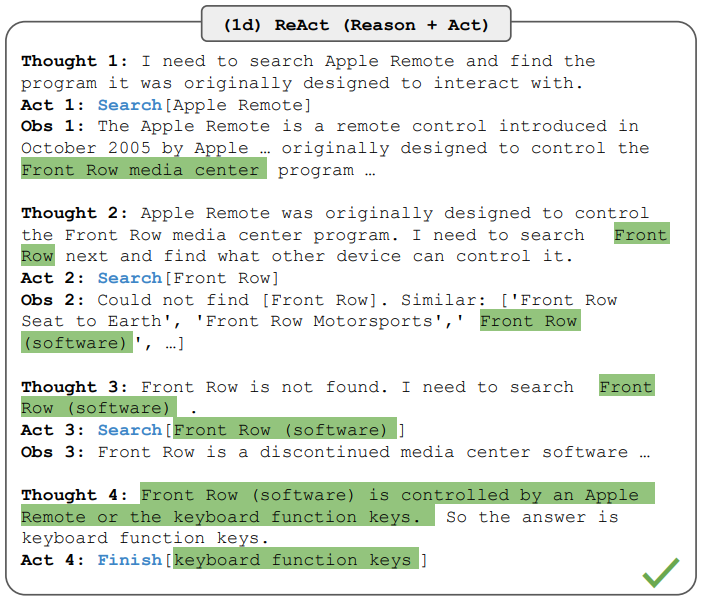 (1d) ReAct (Reason + Act)
Thought 1: I need to search Apple Remote and find the
program it was originally designed to interact with.
Act 1: Search[Apple Remote]
Obs 1: The Apple Remote is a remote control introduced in
October 2005 by Apple … originally designed to control the
Front Row media center program …
Thought 2: Apple Remote was originally designed to control
the Front Row media center program. I need to search Front
Row next and find what other device can control it.
Act 2: Search[Front Row]
Obs 2: Could not find [Front Row]. Similar: ['Front Row
Seat to Earth', 'Front Row Motorsports',' Front Row
(software)', …]
Thought 3: Front Row is not found. I need to search Front
Row (software) .
Act 3: Search[Front Row (software) ]
Obs 3: Front Row is a discontinued media center software …
Thought 4: Front Row (software) is controlled by an Apple
Remote or the keyboard function keys. So the answer is
keyboard function keys.
Act 4: Finish[keyboard function keys ]